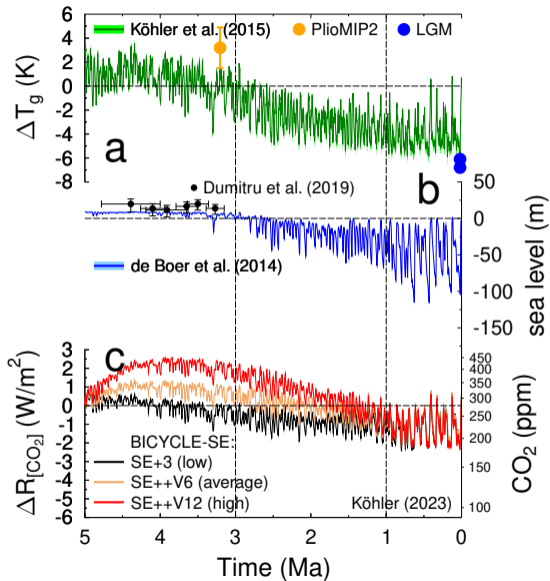 6
4
2
0
-2
-4
-6
-8
ΔTg (K)
Köhler et al. (2015)
PlioMIP2
LGM
a
b
50
0
-50
-100
-150
sea level (m)
Dumitru et al. (2019)
de Boer et al. (2014)
c
3
2
1
0
-1
-2
-3
-4
-5
-6
ΔR[CO2] (W/m2)
450
400
350
300
250
200
150
100
CO2 (ppm)
BICYCLE-SE:
SE+3 (low)
SE++V6 (average)
SE++V12 (high)
Köhler (2023)
5 4 3 2 1 0
Time (Ma)